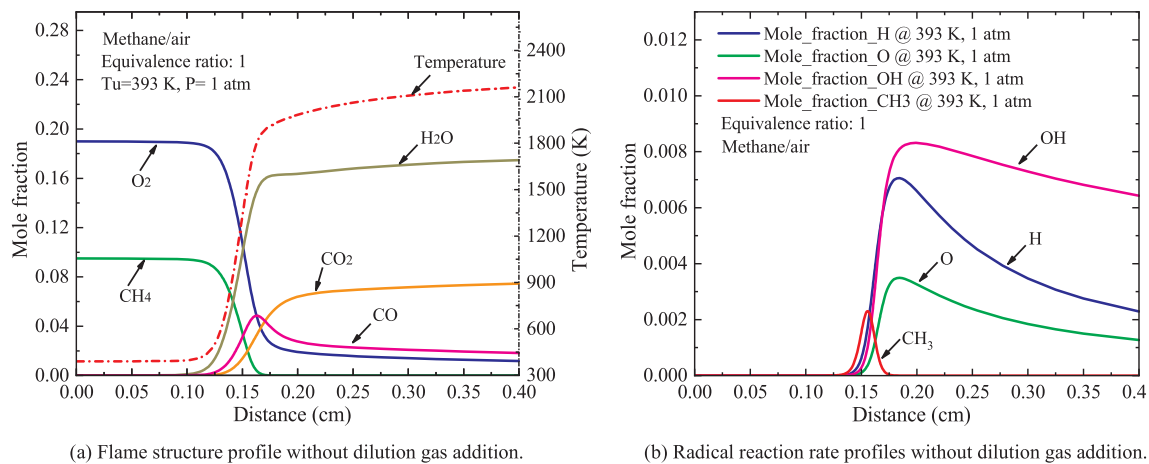 0.28
0.24
0.20
0.16
0.12
0.08
0.04
0.00
Mole fraction
Methane/air
Equivalence ratio: 1
Tu=393 K, P= 1 atm
Temperature
H2O
O2
CO2
CH4
CO
2400
2100
1800
1500
1200
900
600
300
Temperature (K)
0.00 0.05 0.10 0.15 0.20 0.25 0.30 0.35 0.40
Distance (cm)
(a) Flame structure profile without dilution gas addition.
0.012
0.010
0.008
0.006
0.004
0.002
0.000
Mole fraction
Mole_fraction_H @ 393 K, 1 atm
Mole_fraction_O @ 393 K, 1 atm
Mole_fraction_OH @ 393 K, 1 atm
Mole_fraction_CH3 @ 393 K, 1 atm
Equivalence ratio: 1
Methane/air
OH
H
O
CH3
0.00 0.05 0.10 0.15 0.20 0.25 0.30 0.35 0.4
Distance (cm)
(b) Radical reaction rate profiles without dilution gas addition.